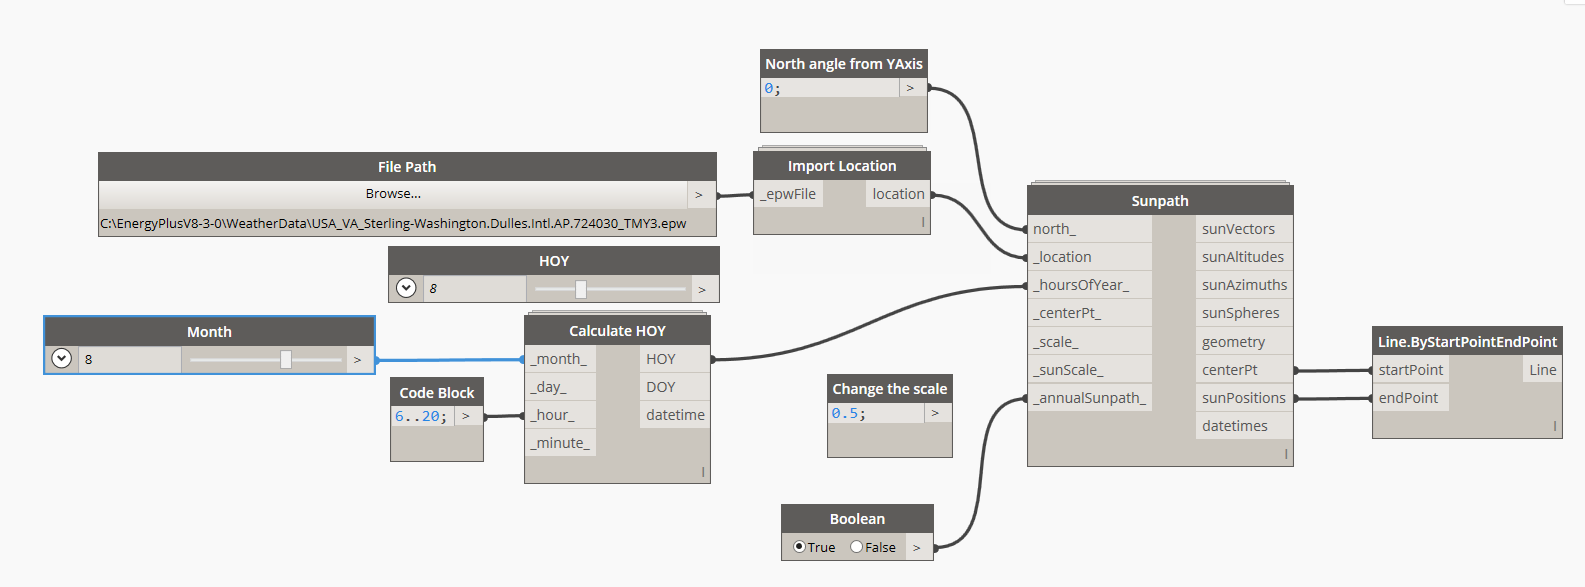 North angle from YAxis
0;
>
File Path
Browse...
>
C:\EnergyPlusV8-3-0\WeatherData\USA_VA_Sterling-Washington.Dulles.Intl.AP.724030_TMY3.epw
Import Location
_epwFile
location
l
HOY
8
>
Month
8
>
Calculate HOY
_month_
HOY
_day_
DOY
_hour_
datetime
_minute_
l
Code Block
6..20;
>
Change the scale
0.5;
>
Boolean
True
False
>
Sunpath
north_
sunVectors
_location
sunAltitudes
_hoursOfYear_
sunAzimuths
_centerPt_
sunSpheres
_scale_
geometry
_sunScale_
centerPt
_annualSunpath_
sunPositions
datetimes
l
Line.ByStartPointEndPoint
startPoint
Line
endPoint
l